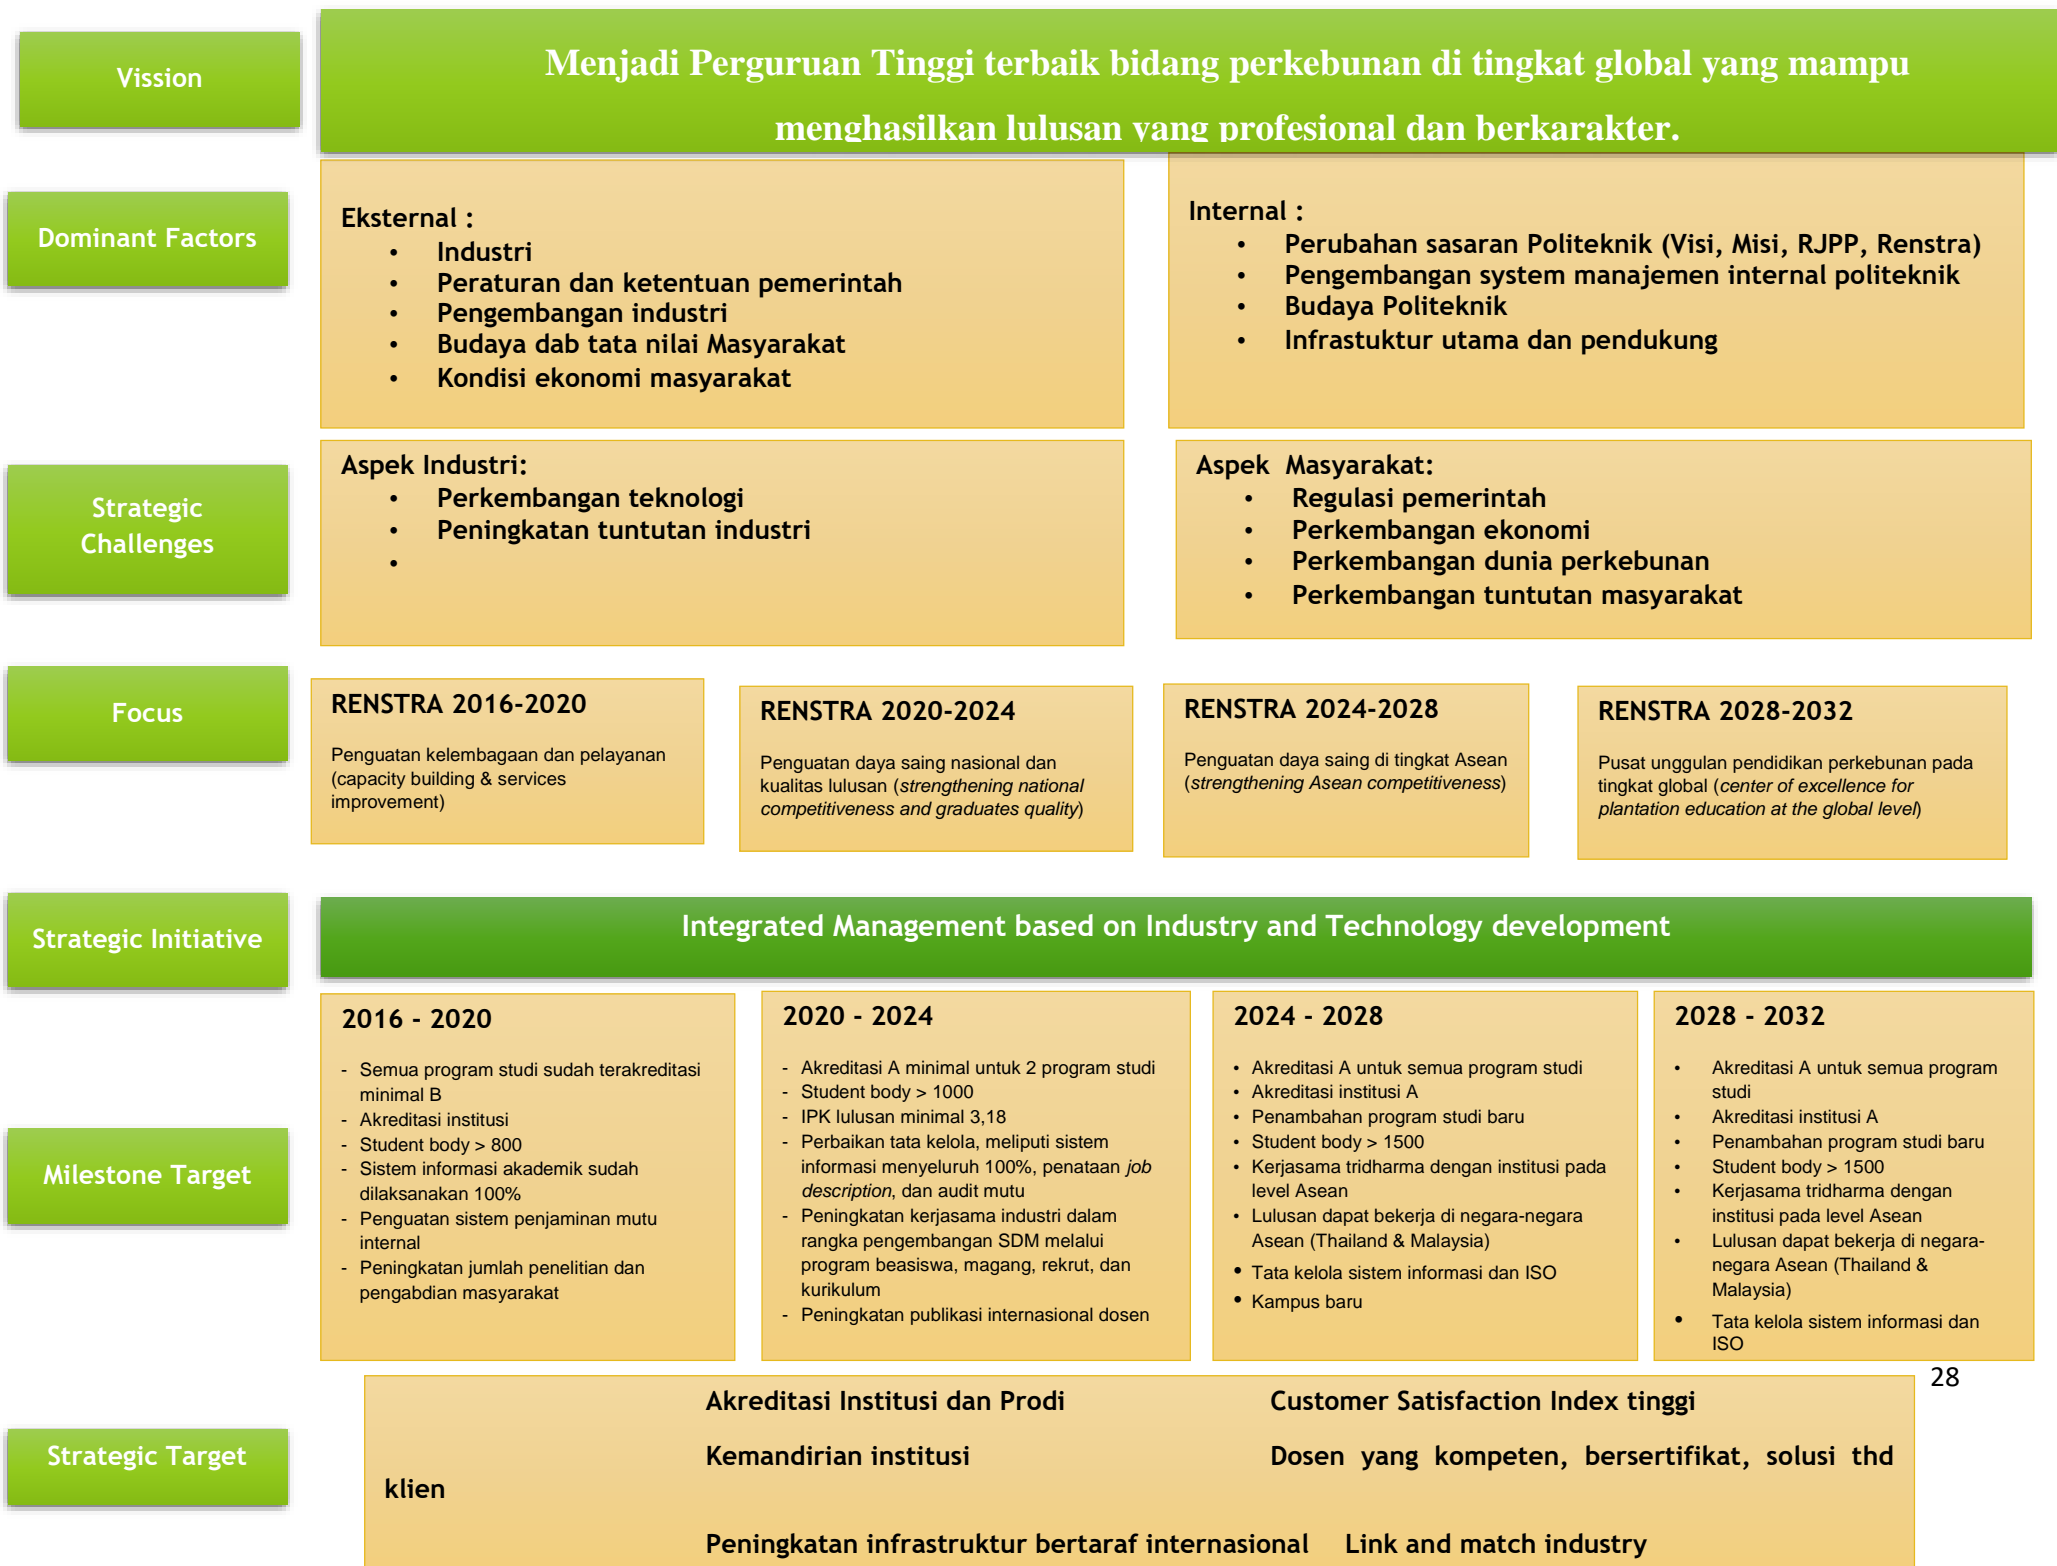 Vission
Menjadi Perguruan Tinggi terbaik bidang perkebunan di tingkat global yang mampu
menghasilkan lulusan yang profesional dan berkarakter.
Dominant Factors
Eksternal :
• Industri
• Peraturan dan ketentuan pemerintah
• Pengembangan industri
• Budaya dab tata nilai Masyarakat
• Kondisi ekonomi masyarakat
Internal :
• Perubahan sasaran Politeknik (Visi, Misi, RJPP, Renstra)
• Pengembangan system manajemen internal politeknik
• Budaya Politeknik
• Infrastuktur utama dan pendukung
Strategic
Challenges
Aspek Industri:
• Perkembangan teknologi
• Peningkatan tuntutan industri
•
Aspek Masyarakat:
• Regulasi pemerintah
• Perkembangan ekonomi
• Perkembangan dunia perkebunan
• Perkembangan tuntutan masyarakat
Focus
RENSTRA 2016-2020
Penguatan kelembagaan dan pelayanan
(capacity building & services
improvement)
RENSTRA 2020-2024
Penguatan daya saing nasional dan
kualitas lulusan (strengthening national
competitiveness and graduates quality)
RENSTRA 2024-2028
Penguatan daya saing di tingkat Asean
(strengthening Asean competitiveness)
RENSTRA 2028-2032
Pusat unggulan pendidikan perkebunan pada
tingkat global (center of excellence for
plantation education at the global level)
Strategic Initiative
Integrated Management based on Industry and Technology development
Milestone Target
2016 - 2020
- Semua program studi sudah terakreditasi
minimal B
- Akreditasi institusi
- Student body > 800
- Sistem informasi akademik sudah
dilaksanakan 100%
- Penguatan sistem penjaminan mutu
internal
- Peningkatan jumlah penelitian dan
pengabdian masyarakat
2020 - 2024
- Akreditasi A minimal untuk 2 program studi
- Student body > 1000
- IPK lulusan minimal 3,18
- Perbaikan tata kelola, meliputi sistem
informasi menyeluruh 100%, penataan job
description, dan audit mutu
- Peningkatan kerjasama industri dalam
rangka pengembangan SDM melalui
program beasiswa, magang, rekrut, dan
kurikulum
- Peningkatan publikasi internasional dosen
2024 - 2028
• Akreditasi A untuk semua program studi
• Akreditasi institusi A
• Penambahan program studi baru
• Student body > 1500
• Kerjasama tridharma dengan institusi pada
level Asean
• Lulusan dapat bekerja di negara-negara
Asean (Thailand & Malaysia)
• Tata kelola sistem informasi dan ISO
• Kampus baru
2028 - 2032
• Akreditasi A untuk semua program
studi
• Akreditasi institusi A
• Penambahan program studi baru
• Student body > 1500
• Kerjasama tridharma dengan
institusi pada level Asean
• Lulusan dapat bekerja di negara-
negara Asean (Thailand &
Malaysia)
• Tata kelola sistem informasi dan
ISO
28
Strategic Target
Akreditasi Institusi dan Prodi Customer Satisfaction Index tinggi
Kemandirian institusi Dosen yang kompeten, bersertifikat, solusi thd
klien
Peningkatan infrastruktur bertaraf internasional Link and match industry